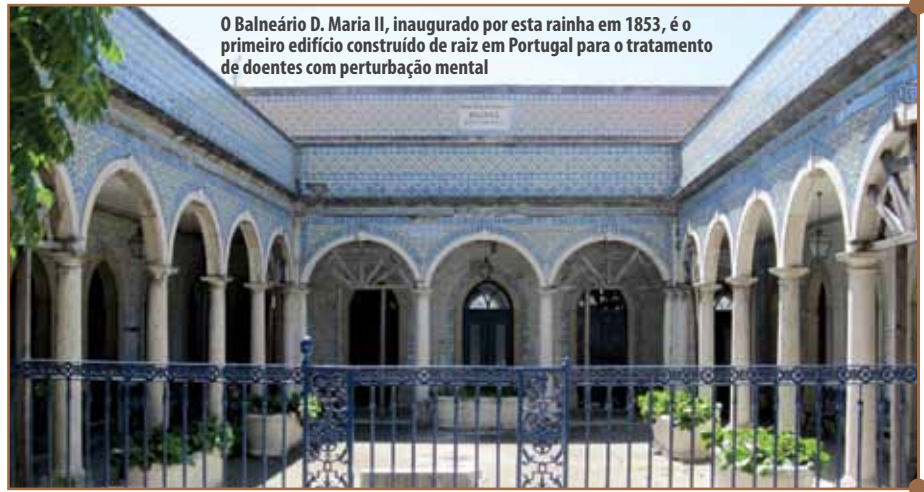 O Balneário D. Maria II, inaugurado por esta rainha em 1853, é o
primeiro edifício construído de raiz em Portugal para o tratamento
de doentes com perturbação mental